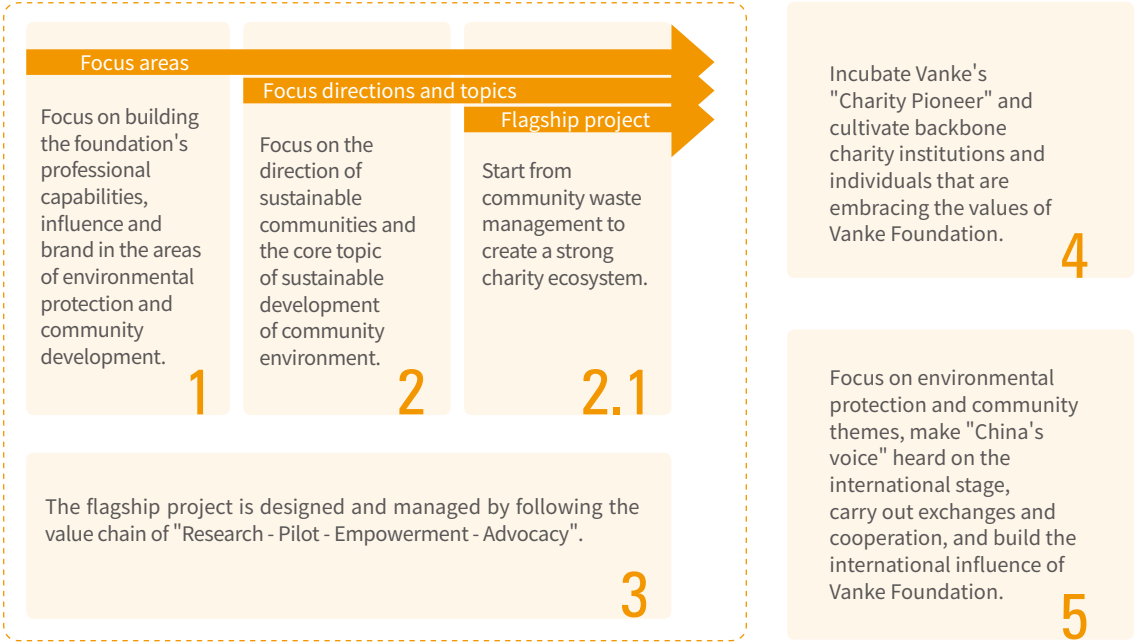 Focus areas
Focus on building
the foundation's
professional
capabilities,
influence and
brand in the areas
of environmental
protection and
community
development.
1
Focus directions and topics
Focus on the
direction of
sustainable
communities and
the core topic
of sustainable
development
of community
environment.
2
Flagship project
Start from
community waste
management to
create a strong
charity ecosystem.
2.1
The flagship project is designed and managed by following the
value chain of "Research - Pilot - Empowerment - Advocacy".
3
Incubate Vanke's
"Charity Pioneer" and
cultivate backbone
charity institutions and
individuals that are
embracing the values of
Vanke Foundation.
4
Focus on environmental
protection and community
themes, make "China's
voice" heard on the
international stage,
carry out exchanges and
cooperation, and build the
international influence of
Vanke Foundation.
5